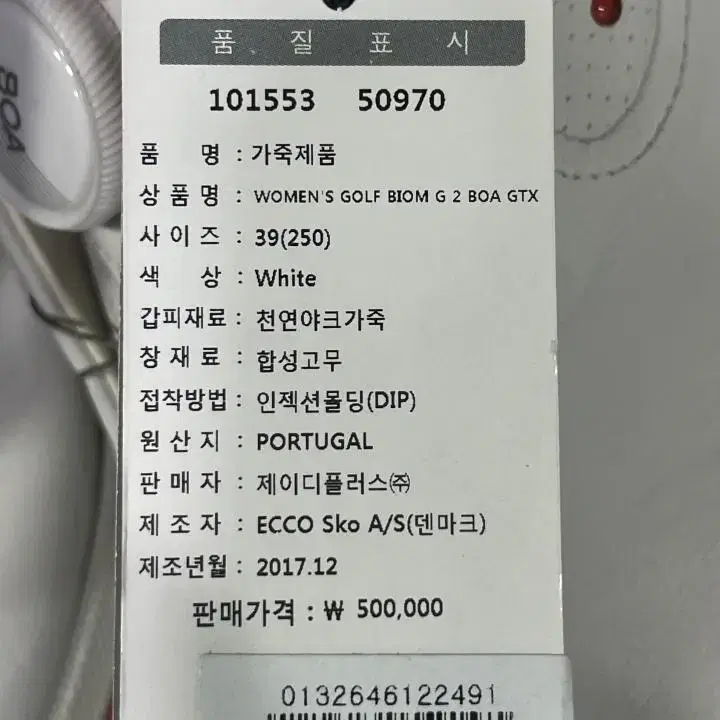 품 질 표 시
101553 50970
품 명 : 가죽제품
상 품 명 : WOMEN'S GOLF BIOM G 2 BOA GTX
사 이 즈 : 39(250)
색 상 : White
갑피재료 : 천연야크가죽
창 재 료 : 합성고무
접착방법 : 인젝션몰딩(DIP)
원 산 지 : PORTUGAL
판 매 자 : 제이디플러스㈜
제 조 자 : ECCO Sko A/S(덴마크)
제조년월 : 2017.12
판매가격 : ₩ 500,000
0132646122491
BOA